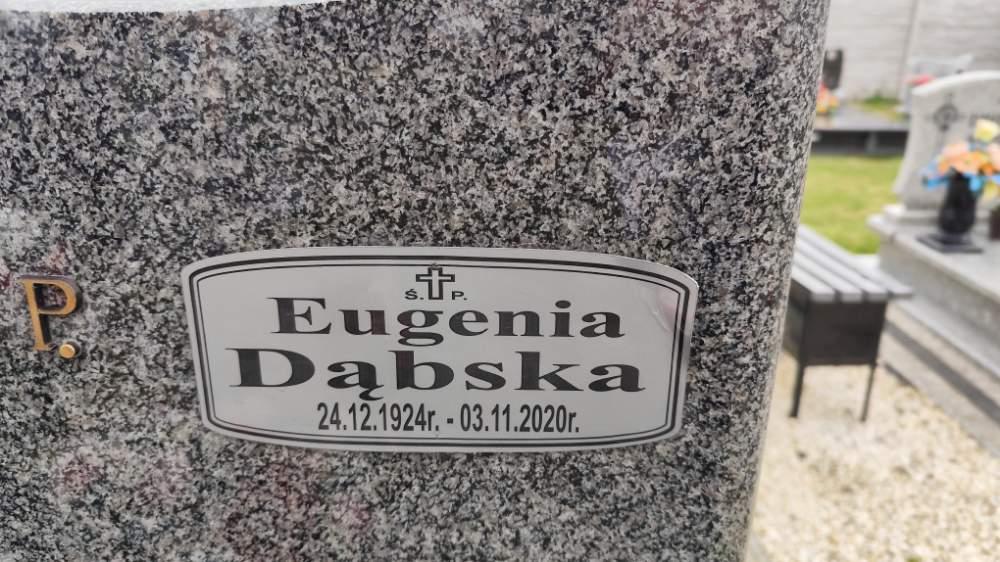 P.
Ś. P.
Eugenia
Dąbska
24.12.1924r. - 03.11.2020r.